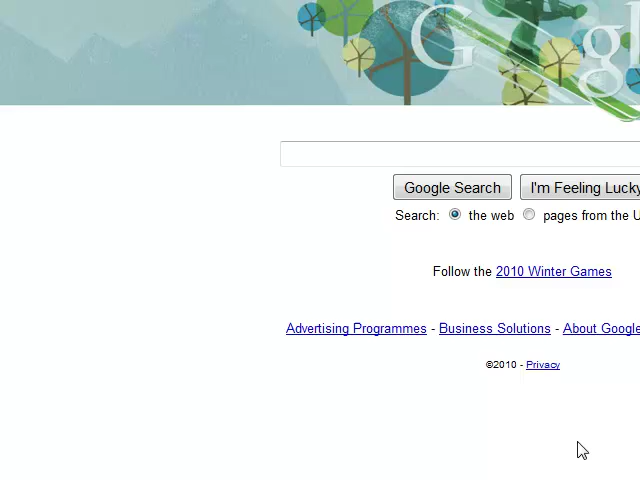 Googl
Google Search I'm Feeling Lucky
Search: the web pages from the U
Follow the 2010 Winter Games
Advertising Programmes - Business Solutions - About Google
©2010 - Privacy